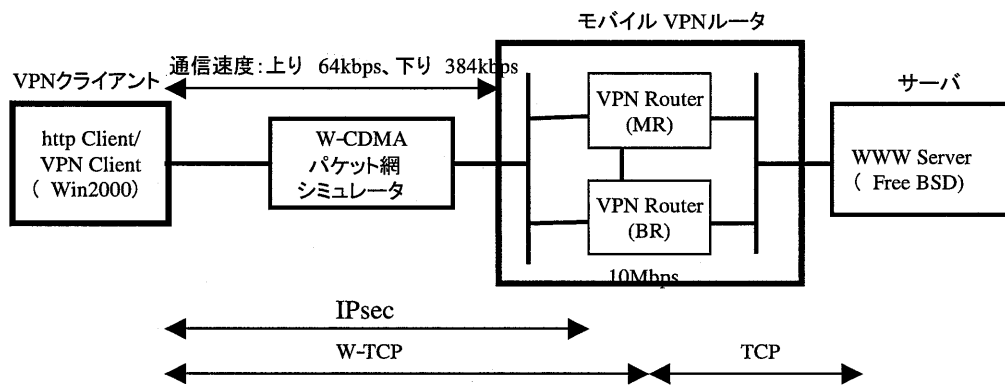 モバイル VPNルータ
通信速度:上り 64kbps、下り 384kbps
VPNクライアント
サーバ
http Client/
VPN Client
( Win2000)
W-CDMA
パケット網
シミュレータ
VPN Router
(MR)
VPN Router
(BR)
10Mbps
WWW Server
( Free BSD)
IPsec
W-TCP
TCP